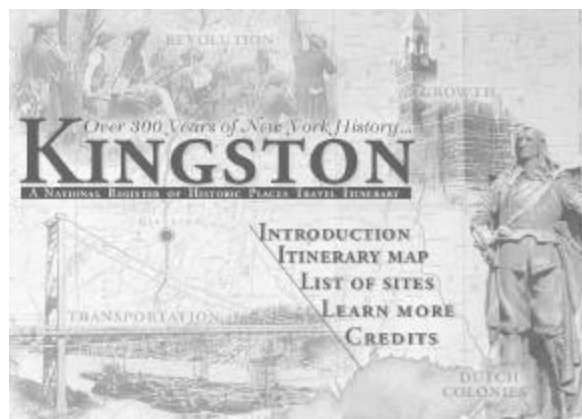 REVOLUTION
GROWTH
Over 300 Years of New York History...
KINGSTON
A NATIONAL REGISTER OF HISTORIC PLACES TRAVEL ITINERARY
KINGSTON
INTRODUCTION
ITINERARY MAP
LIST OF SITES
LEARN MORE
CREDITS
TRANSPORTATION
DUTCH
COLONIES